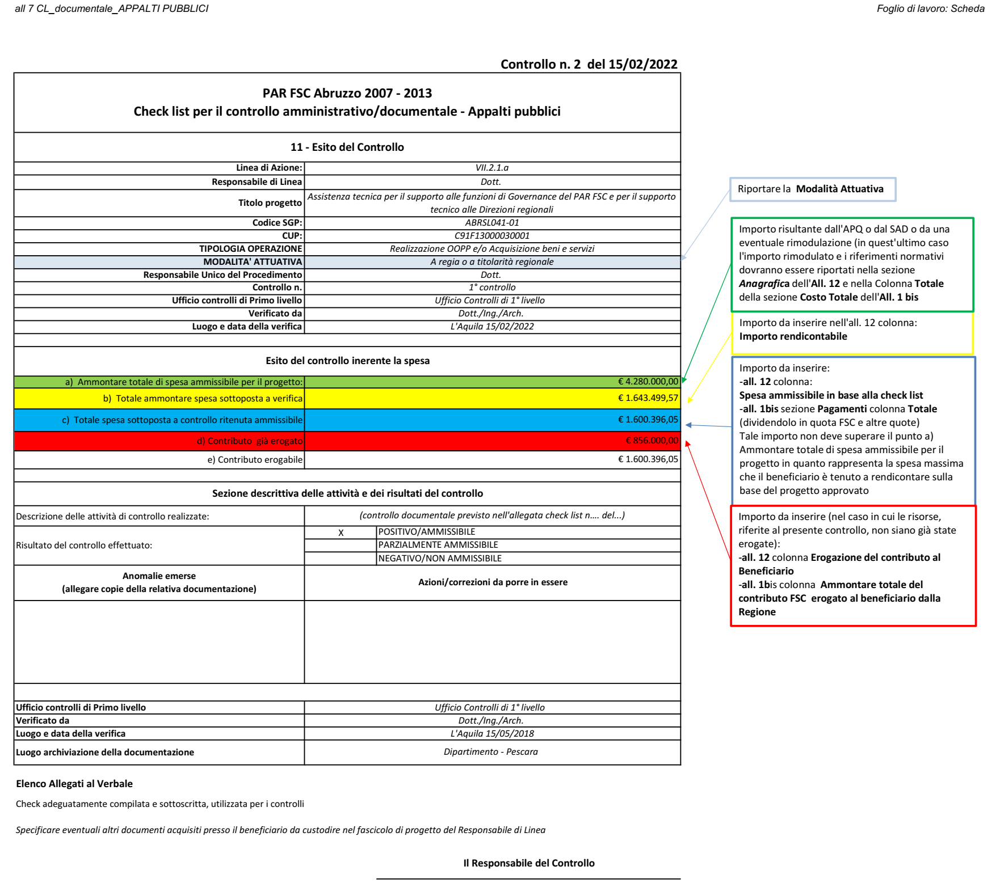 all 7 CL_documentale_APPALTI PUBBLICI
Foglio di lavoro: Scheda
Controllo n. 2 del 15/02/2022
PAR FSC Abruzzo 2007 - 2013
Check list per il controllo amministrativo/documentale - Appalti pubblici
11 - Esito del Controllo
Linea di Azione: VII.2.1.a
Responsabile di Linea Dott.
Titolo progetto Assistenza tecnica per il supporto alle funzioni di Governance del PAR FSC e per il supporto
tecnico alle Direzioni regionali
Codice SGP: ABRSL041-01
CUP: C91F13000030001
TIPOLOGIA OPERAZIONE Realizzazione OOPP e/o Acquisizione beni e servizi
MODALITA' ATTUATIVA A regia o a titolarità regionale
Responsabile Unico del Procedimento Dott.
Controllo n. 1° controllo
Ufficio controlli di Primo livello Ufficio Controlli di 1° livello
Verificato da Dott./Ing./Arch.
Luogo e data della verifica L'Aquila 15/02/2022
Esito del controllo inerente la spesa
a) Ammontare totale di spesa ammissibile per il progetto: € 4.280.000,00
b) Totale ammontare spesa sottoposta a verifica € 1.643.499,57
c) Totale spesa sottoposta a controllo ritenuta ammissibile € 1.600.396,05
d) Contributo già erogato € 856.000,00
e) Contributo erogabile € 1.600.396,05
Sezione descrittiva delle attività e dei risultati del controllo
Descrizione delle attività di controllo realizzate: (controllo documentale previsto nell'allegata check list n.... del...)
Risultato del controllo effettuato:
X POSITIVO/AMMISSIBILE
PARZIALMENTE AMMISSIBILE
NEGATIVO/NON AMMISSIBILE
Anomalie emerse
(allegare copie della relativa documentazione)
Azioni/correzioni da porre in essere
Ufficio controlli di Primo livello Ufficio Controlli di 1° livello
Verificato da Dott./Ing./Arch.
Luogo e data della verifica L'Aquila 15/05/2018
Luogo archiviazione della documentazione Dipartimento - Pescara
Elenco Allegati al Verbale
Check adeguatamente compilata e sottoscritta, utilizzata per i controlli
Specificare eventuali altri documenti acquisiti presso il beneficiario da custodire nel fascicolo di progetto del Responsabile di Linea
Il Responsabile del Controllo
Riportare la Modalità Attuativa
Importo risultante dall'APQ o dal SAD o da una
eventuale rimodulazione (in quest'ultimo caso
l'importo rimodulato e i riferimenti normativi
dovranno essere riportati nella sezione
Anagrafica dell'All. 12 e nella Colonna Totale
della sezione Costo Totale dell'All. 1 bis
Importo da inserire nell'all. 12 colonna:
Importo rendicontabile
Importo da inserire:
-all. 12 colonna:
Spesa ammissibile in base alla check list
-all. 1bis sezione Pagamenti colonna Totale
(dividendolo in quota FSC e altre quote)
Tale importo non deve superare il punto a)
Ammontare totale di spesa ammissibile per il
progetto in quanto rappresenta la spesa massima
che il beneficiario è tenuto a rendicontare sulla
base del progetto approvato
Importo da inserire (nel caso in cui le risorse,
riferite al presente controllo, non siano già state
erogate):
-all. 12 colonna Erogazione del contributo al
Beneficiario
-all. 1bis colonna Ammontare totale del
contributo FSC erogato al beneficiario dalla
Regione